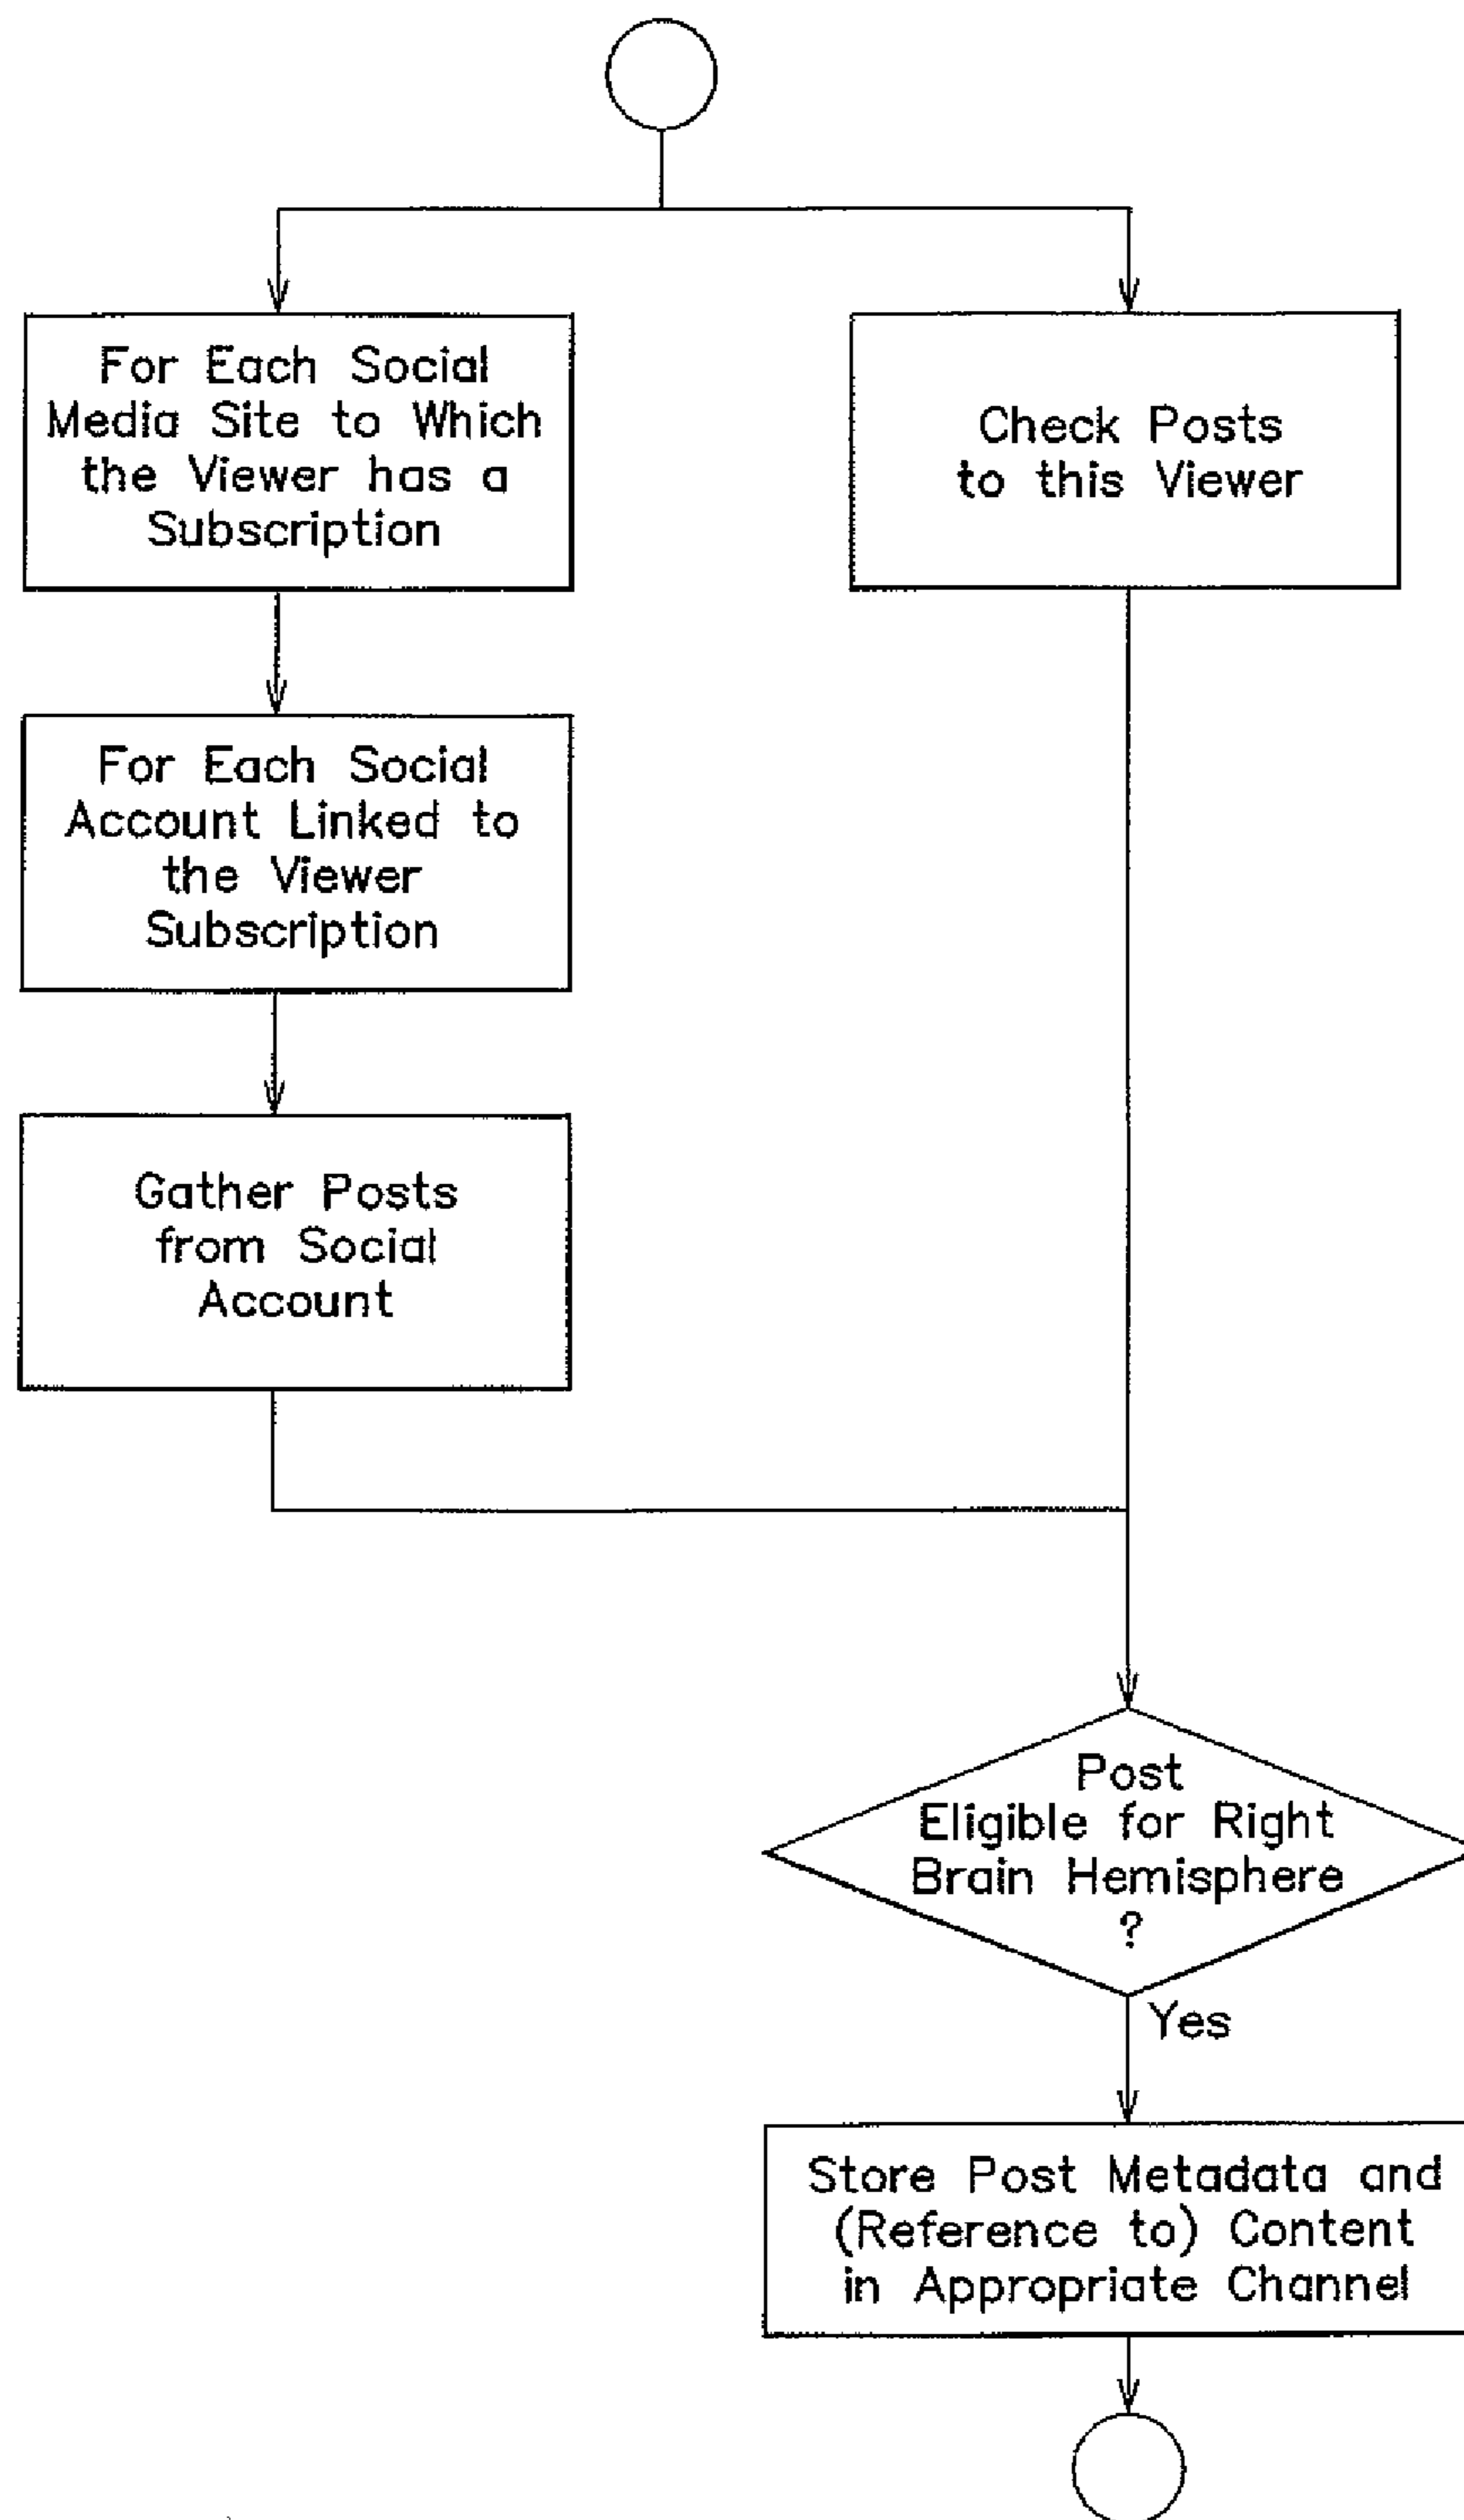 For Each Social
Media Site to Which
the Viewer has a
Subscription
Check Posts
to this Viewer
For Each Social
Account Linked to
the Viewer
Subscription
Gather Posts
from Social
Account
Post
Eligible for Right
Brain Hemisphere
?
Yes
Store Post Metadata and
(Reference to) Content
in Appropriate Channel